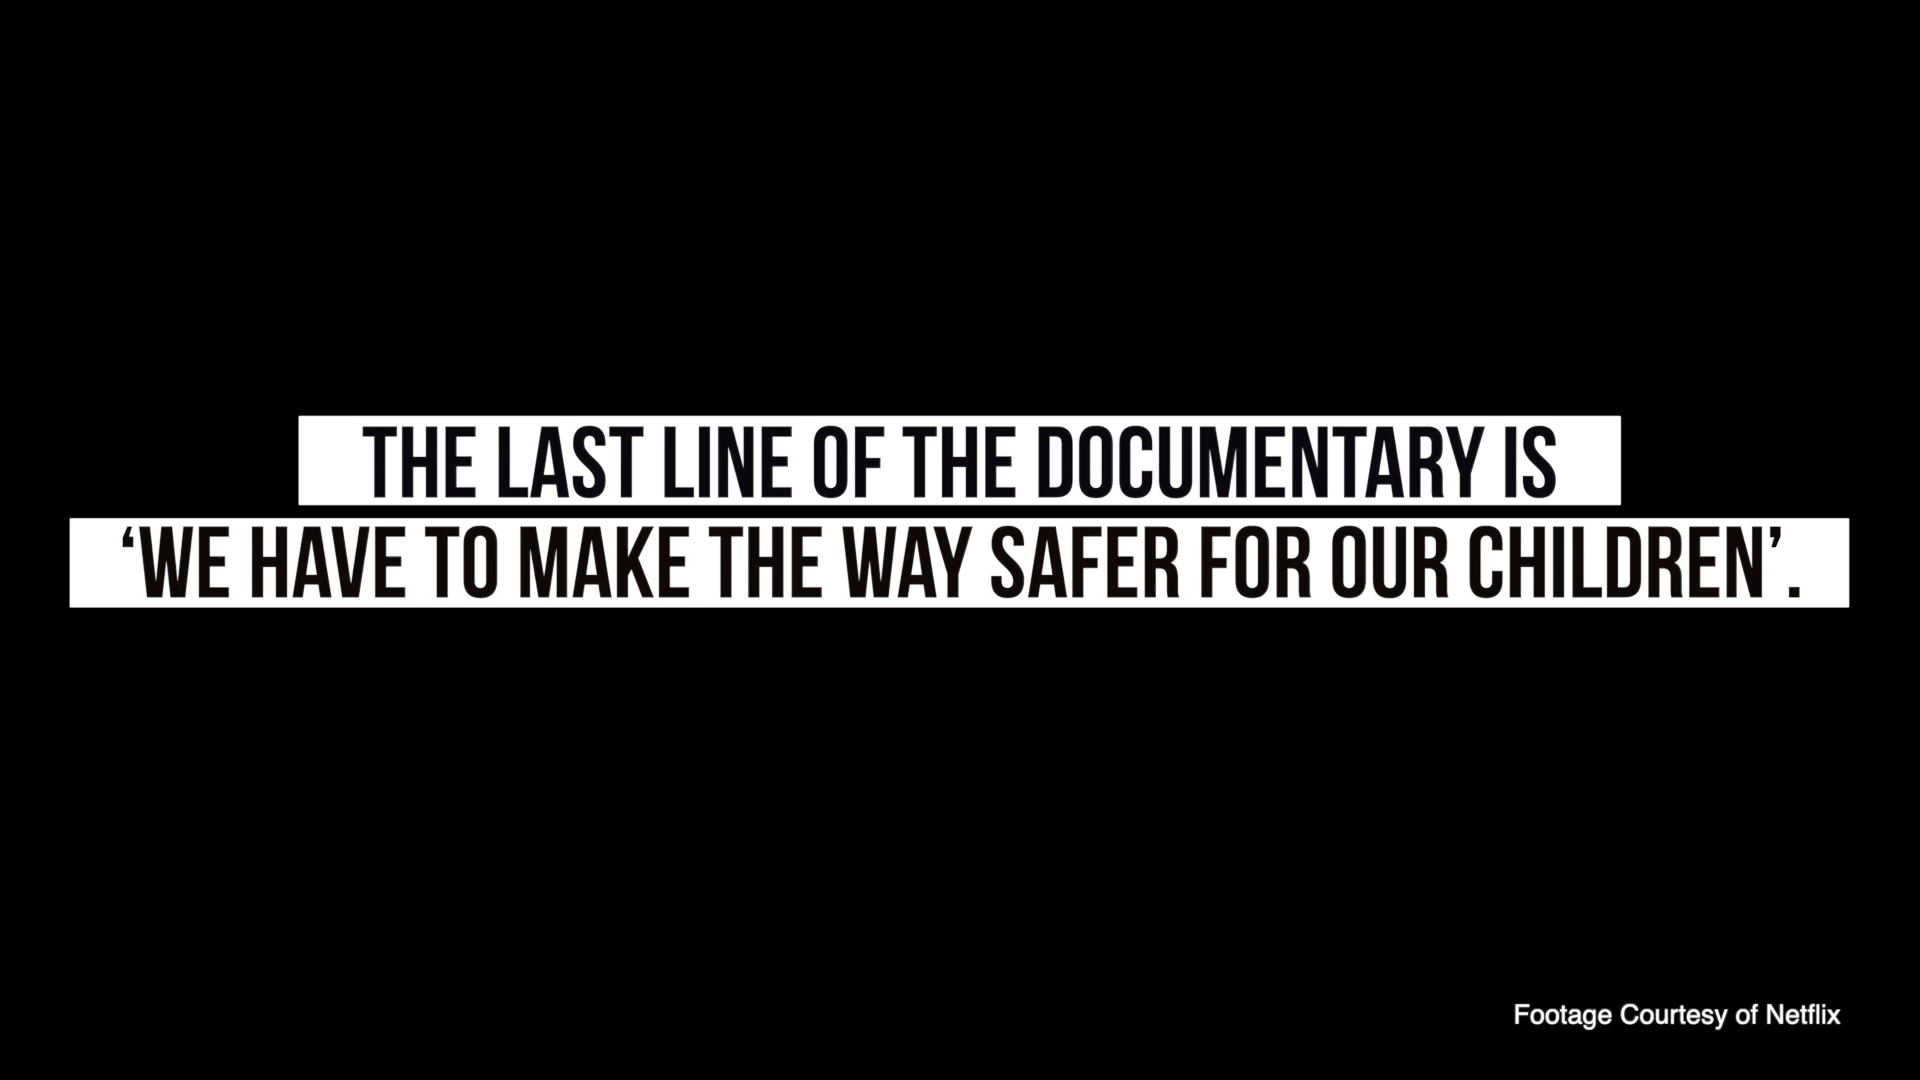 THE LAST LINE OF THE DOCUMENTARY IS
‘WE HAVE TO MAKE THE WAY SAFER FOR OUR CHILDREN’.
Footage Courtesy of Netflix